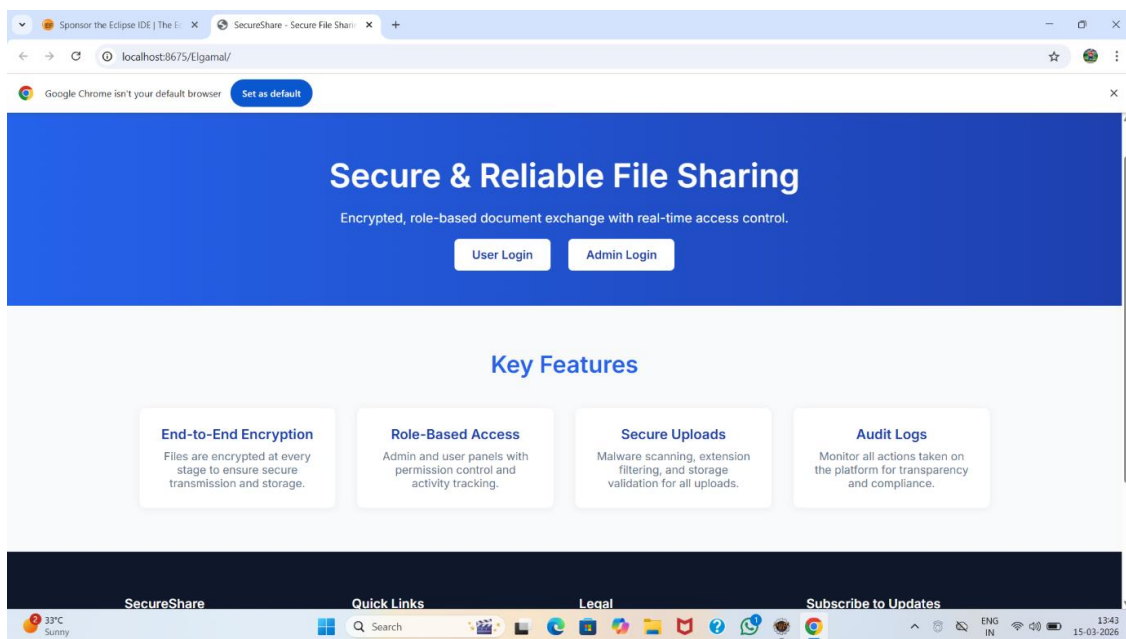 Sponsor the Eclipse IDE | The Ec
SecureShare - Secure File Sharin
localhost:8675/Elgamal/
Google Chrome isn't your default browser
Set as default
Secure & Reliable File Sharing
Encrypted, role-based document exchange with real-time access control.
User Login
Admin Login
Key Features
End-to-End Encryption
Files are encrypted at every
stage to ensure secure
transmission and storage.
Role-Based Access
Admin and user panels with
permission control and
activity tracking.
Secure Uploads
Malware scanning, extension
filtering, and storage
validation for all uploads.
Audit Logs
Monitor all actions taken on
the platform for transparency
and compliance.
SecureShare
Quick Links
Legal
Subscribe to Updates
2
33°C
Sunny
Search
ENG
IN
13:43
15-03-2026